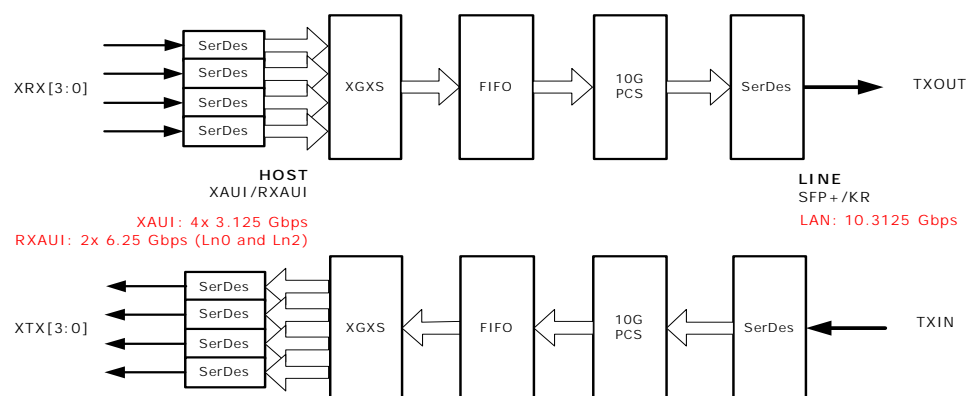 SerDes
SerDes
SerDes
SerDes
XRX[3:0]
XGXS
FIFO
10G
PCS
SerDes
TXOUT
HOST
XAUI/RXAUI
XAUI: 4x 3.125 Gbps
RXAUI: 2x 6.25 Gbps (Ln0 and Ln2)
LINE
SFP+/KR
LAN: 10.3125 Gbps
SerDes
SerDes
SerDes
SerDes
XTX[3:0]
XGXS
FIFO
10G
PCS
SerDes
TXIN